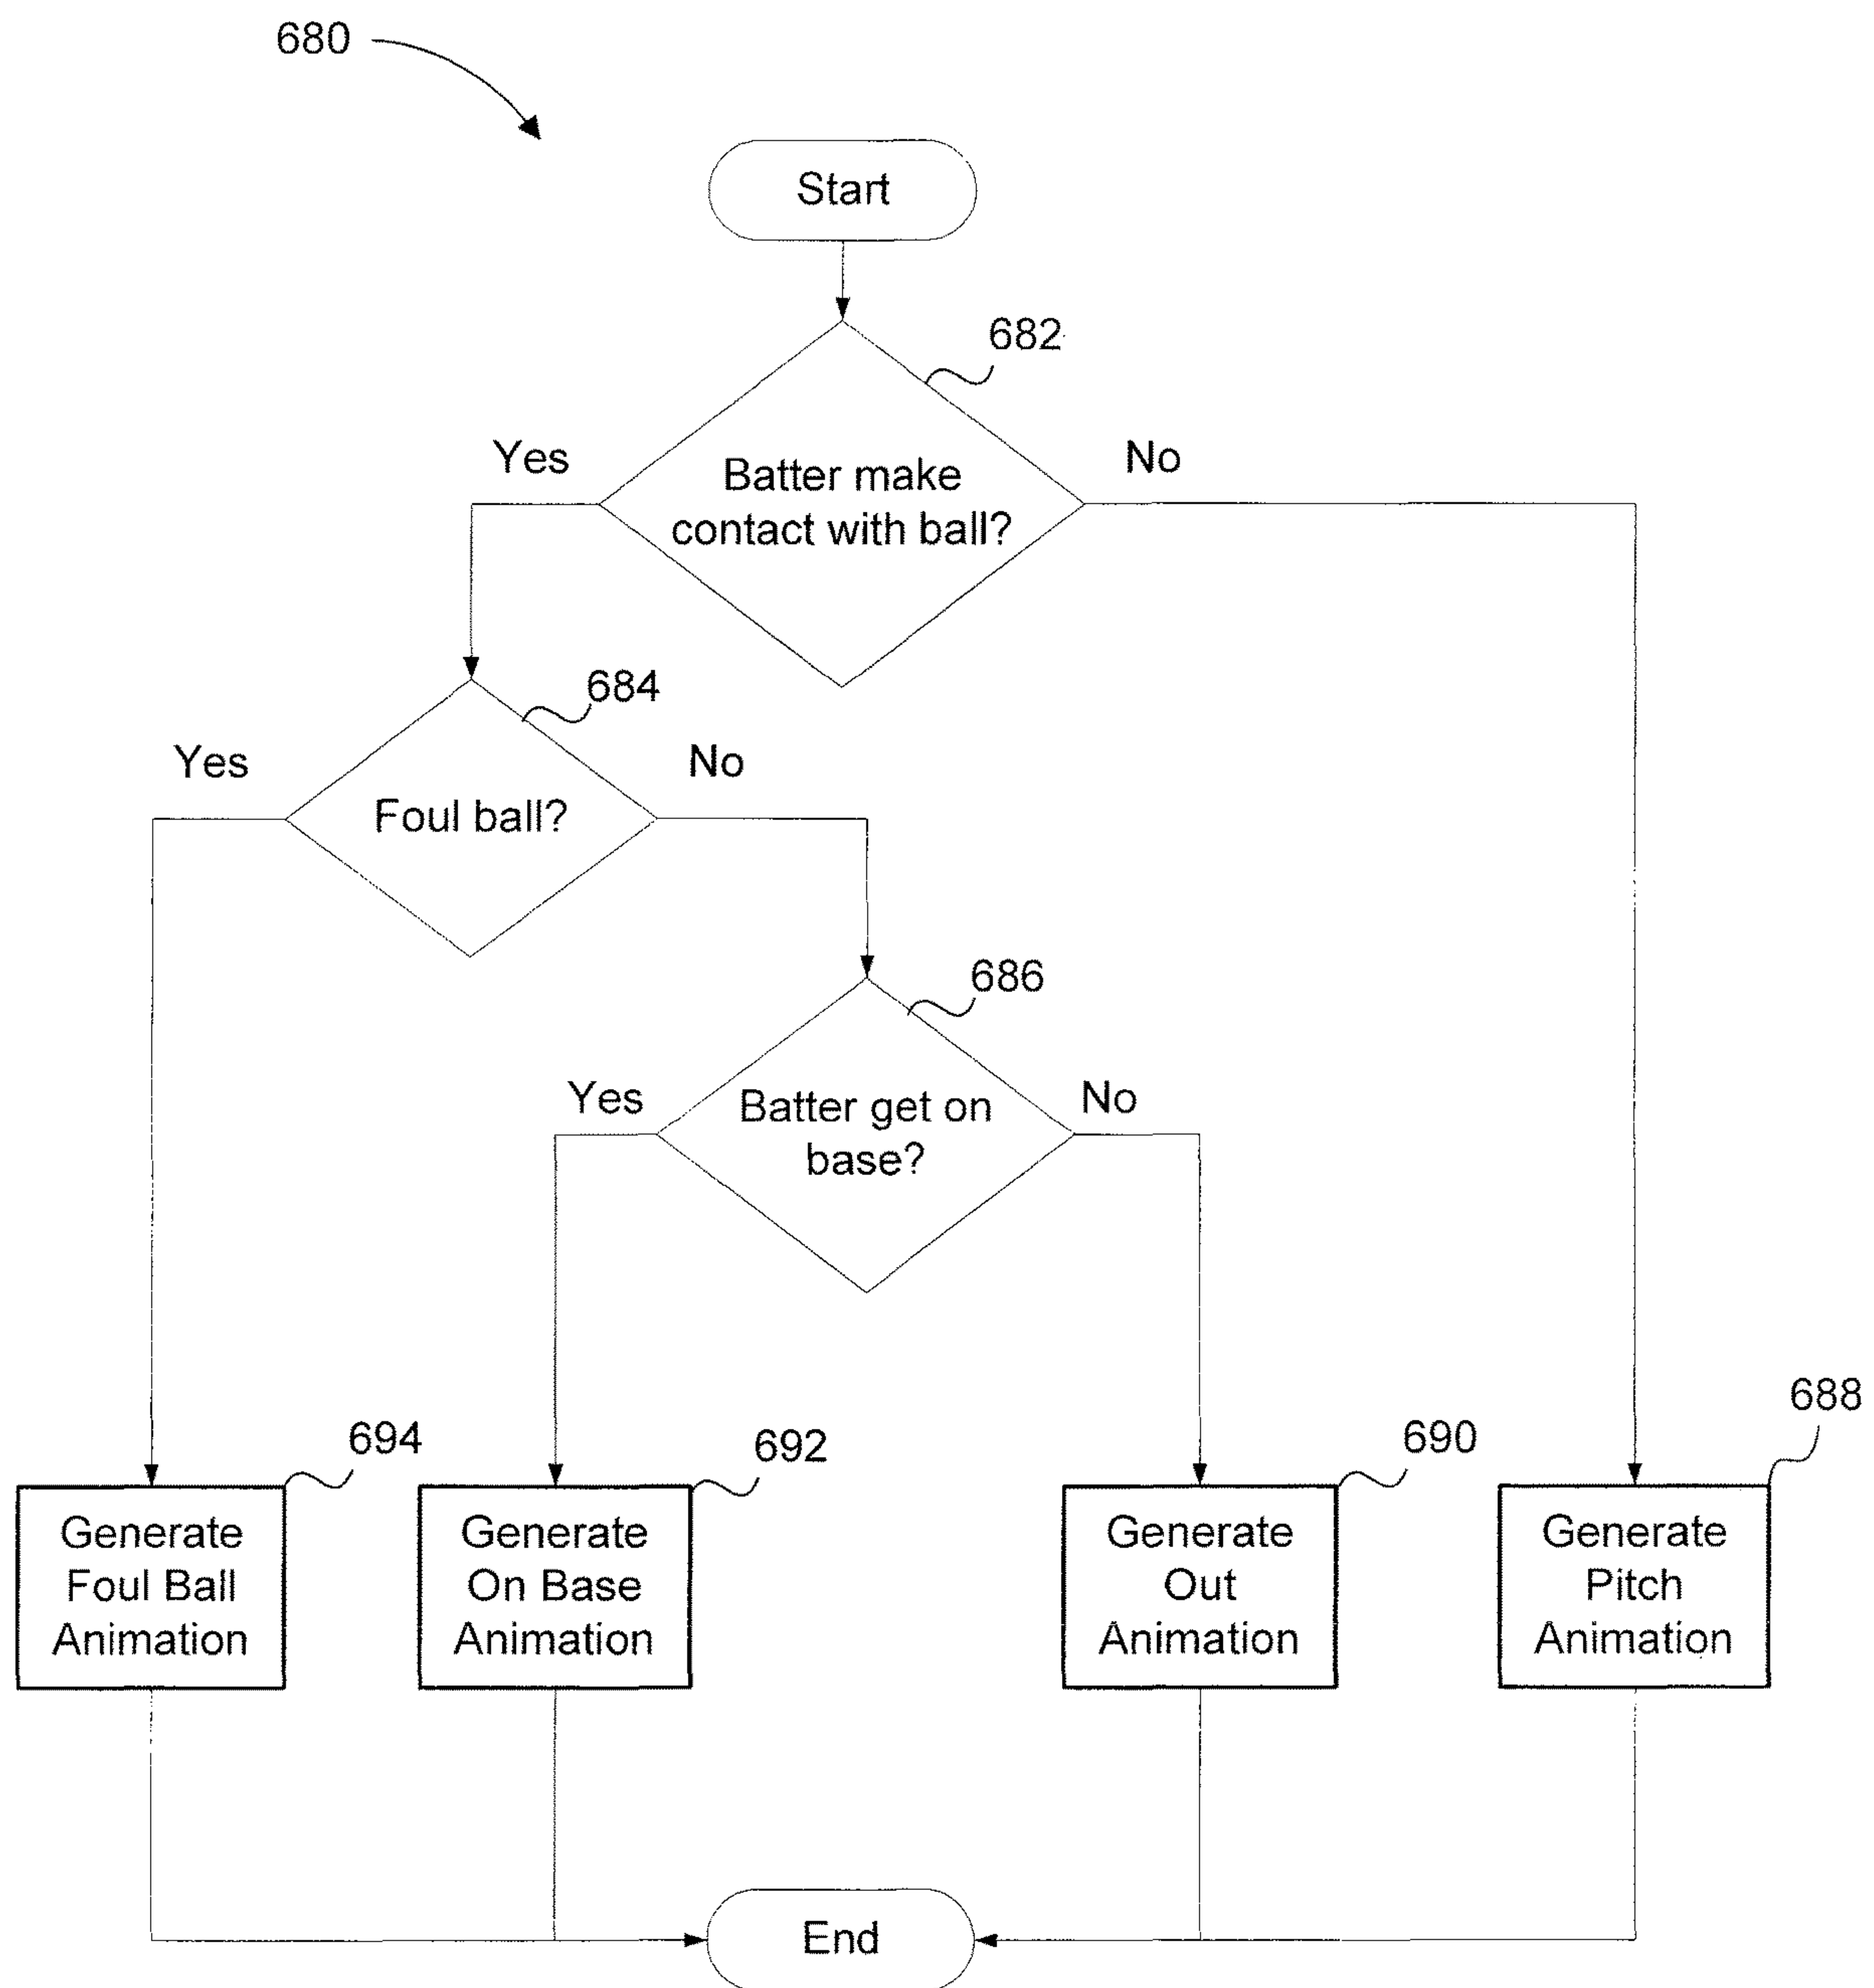 680
Start
682
Yes
No
Batter make
contact with ball?
684
Yes
No
Foul ball?
686
Yes
No
Batter get on
base?
688
694
692
690
Generate
Foul Ball
Animation
Generate
On Base
Animation
Generate
Out
Animation
Generate
Pitch
Animation
End